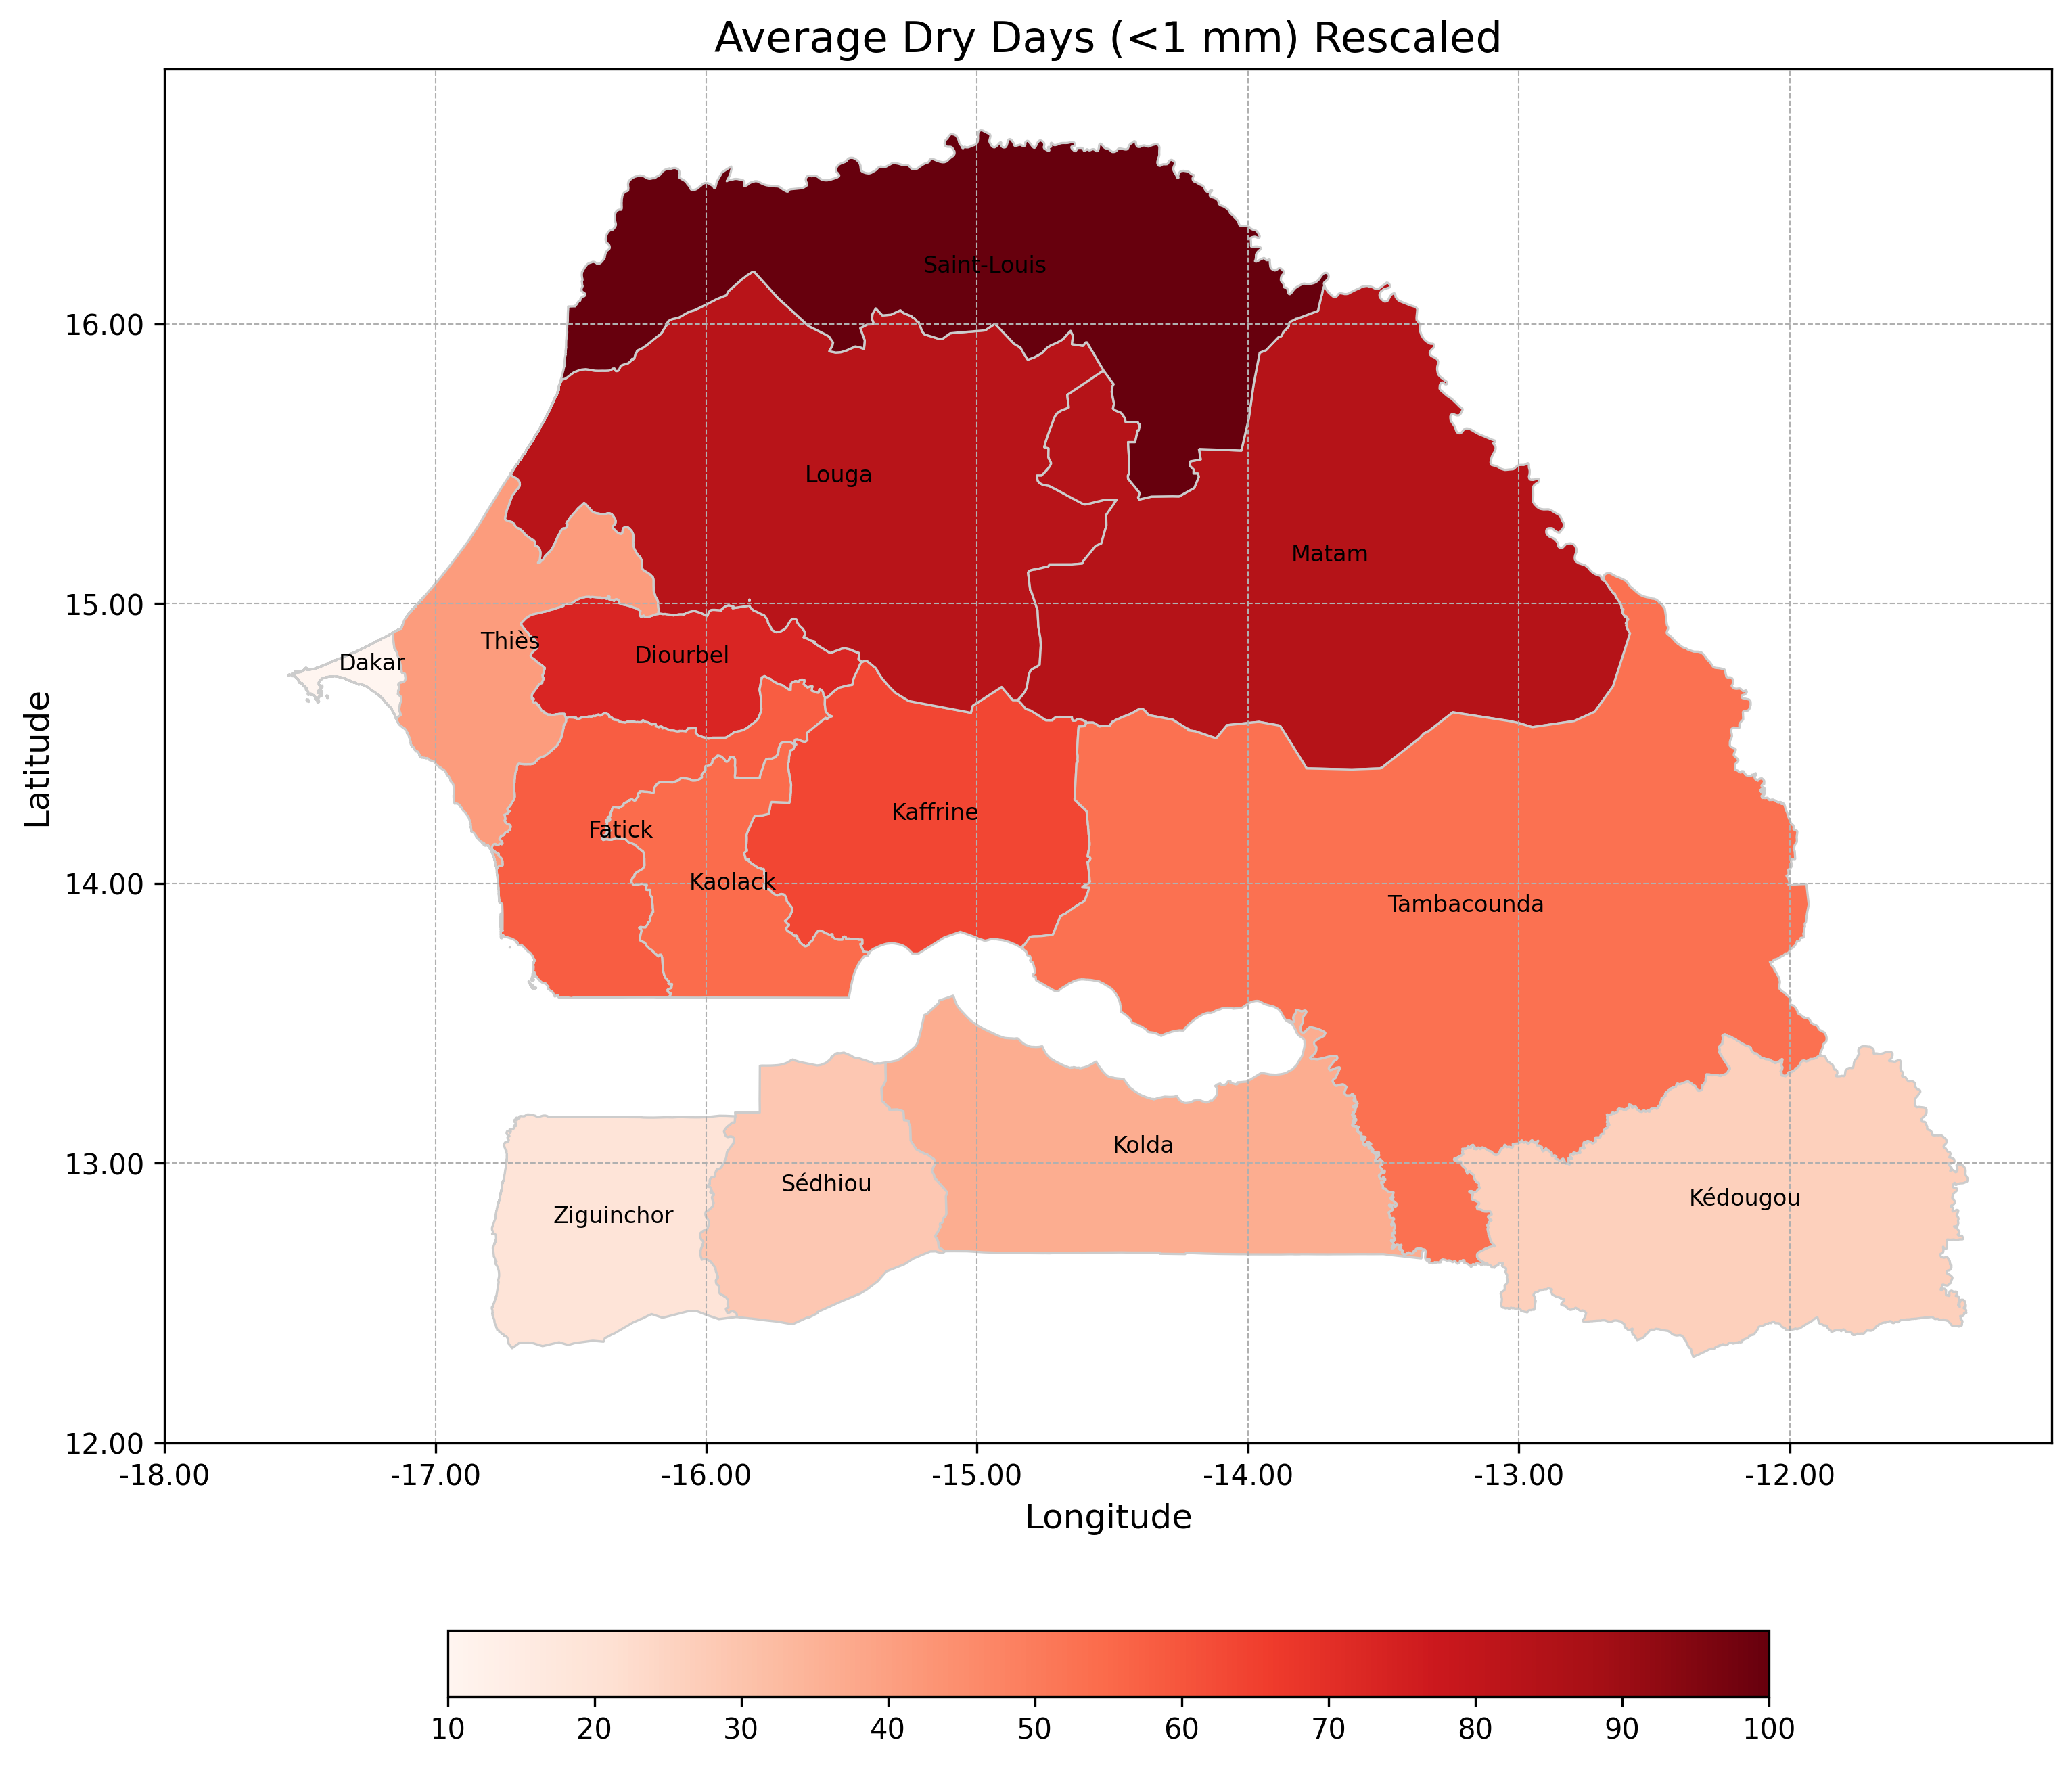 Average Dry Days (<1 mm) Rescaled
Latitude
16.00
15.00
14.00
13.00
12.00
Saint-Louis
Louga
Matam
Thiès
Diourbel
Dakar
Kaffrine
Fatick
Kaolack
Tambacounda
Kolda
Sédhiou
Kédougou
Ziguinchor
-18.00 -17.00 -16.00 -15.00 -14.00 -13.00 -12.00
Longitude
10 20 30 40 50 60 70 80 90 100